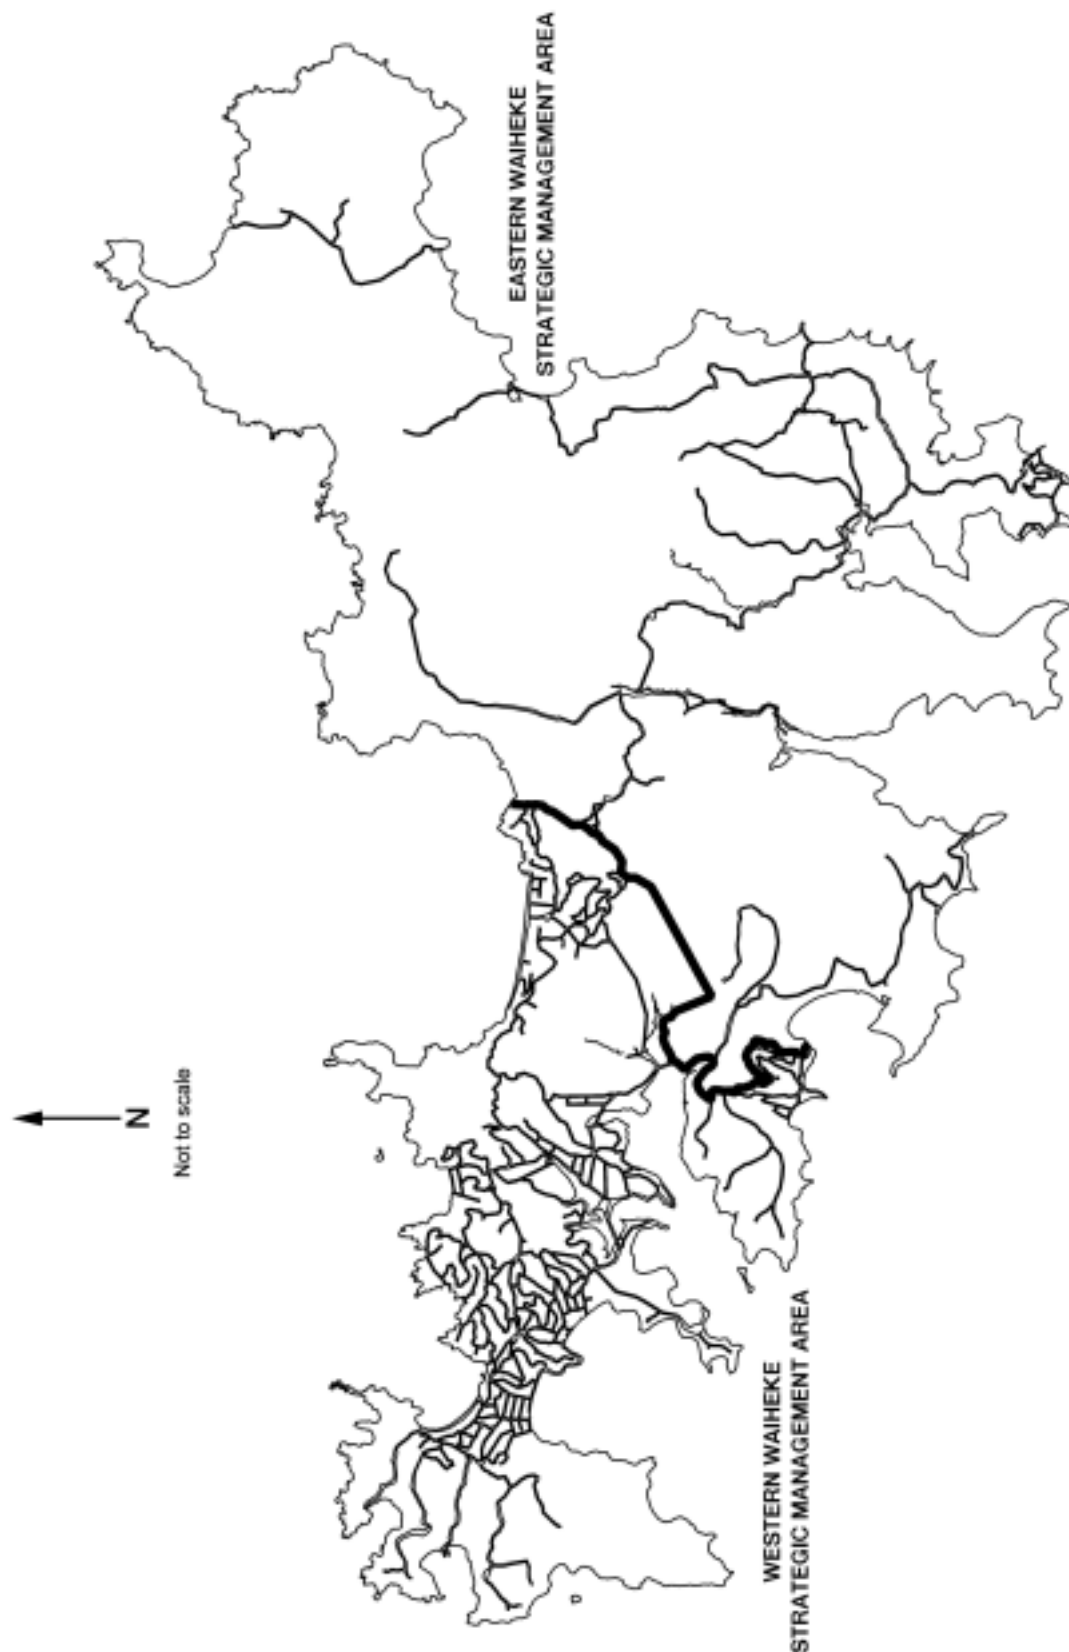 EASTERN WAIHEKE
STRATEGIC MANAGEMENT AREA
N
Not to scale
WESTERN WAIHEKE
STRATEGIC MANAGEMENT AREA